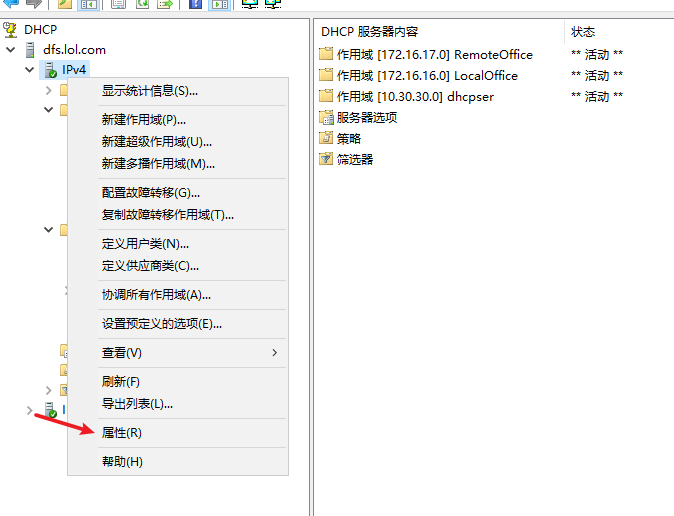 DHCP
dfs.lol.com
IPv4
显示统计信息(S)...
新建作用域(P)...
新建超级作用域(U)...
新建多播作用域(M)...
配置故障转移(G)...
复制故障转移作用域(T)...
定义用户类(N)...
定义供应商类(C)...
协调所有作用域(A)...
设置预定义的选项(E)...
查看(V)
刷新(F)
导出列表(L)...
属性(R)
帮助(H)
DHCP 服务器内容 状态
作用域 [172.16.17.0] RemoteOffice ** 活动 **
作用域 [172.16.16.0] LocalOffice ** 活动 **
作用域 [10.30.30.0] dhcpser ** 活动 **
服务器选项
策略
筛选器